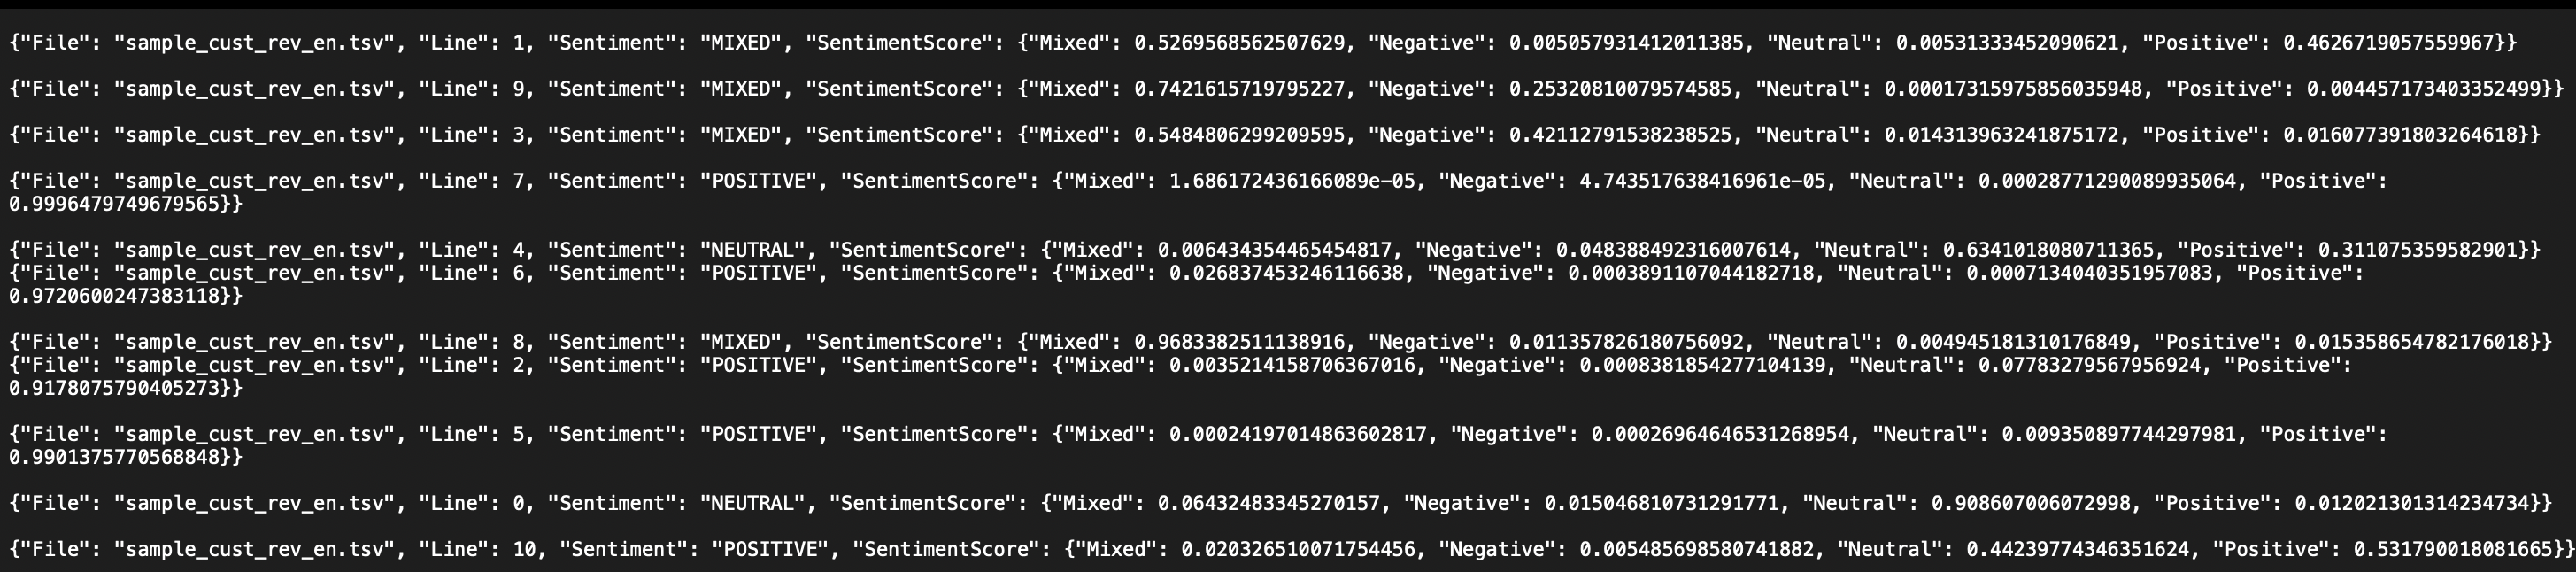 {"File": "sample_cust_rev_en.tsv", "Line": 1, "Sentiment": "MIXED", "SentimentScore": {"Mixed": 0.5269568562507629, "Negative": 0.005057931412011385, "Neutral": 0.00531333452090621, "Positive": 0.4626719057559967}}
{"File": "sample_cust_rev_en.tsv", "Line": 9, "Sentiment": "MIXED", "SentimentScore": {"Mixed": 0.7421615719795227, "Negative": 0.25320810079574585, "Neutral": 0.00017315975856035948, "Positive": 0.004457173403352499}}
{"File": "sample_cust_rev_en.tsv", "Line": 3, "Sentiment": "MIXED", "SentimentScore": {"Mixed": 0.5484806299209595, "Negative": 0.42112791538238525, "Neutral": 0.014313963241875172, "Positive": 0.016077391803264618}}
{"File": "sample_cust_rev_en.tsv", "Line": 7, "Sentiment": "POSITIVE", "SentimentScore": {"Mixed": 1.686172436166089e-05, "Negative": 4.743517638416961e-05, "Neutral": 0.00028771290089935064, "Positive":
0.9996479749679565}}
{"File": "sample_cust_rev_en.tsv", "Line": 4, "Sentiment": "NEUTRAL", "SentimentScore": {"Mixed": 0.006434354465454817, "Negative": 0.048388492316007614, "Neutral": 0.6341018080711365, "Positive": 0.311075359582901}}
{"File": "sample_cust_rev_en.tsv", "Line": 6, "Sentiment": "POSITIVE", "SentimentScore": {"Mixed": 0.026837453246116638, "Negative": 0.0003891107044182718, "Neutral": 0.0007134040351957083, "Positive":
0.9720600247383118}}
{"File": "sample_cust_rev_en.tsv", "Line": 8, "Sentiment": "MIXED", "SentimentScore": {"Mixed": 0.9683382511138916, "Negative": 0.011357826180756092, "Neutral": 0.004945181310176849, "Positive": 0.015358654782176018}}
{"File": "sample_cust_rev_en.tsv", "Line": 2, "Sentiment": "POSITIVE", "SentimentScore": {"Mixed": 0.0035214158706367016, "Negative": 0.0008381854277104139, "Neutral": 0.07783279567956924, "Positive":
0.9178075790405273}}
{"File": "sample_cust_rev_en.tsv", "Line": 5, "Sentiment": "POSITIVE", "SentimentScore": {"Mixed": 0.00024197014863602817, "Negative": 0.00026964646531268954, "Neutral": 0.009350897744297981, "Positive":
0.9901375770568848}}
{"File": "sample_cust_rev_en.tsv", "Line": 0, "Sentiment": "NEUTRAL", "SentimentScore": {"Mixed": 0.06432483345270157, "Negative": 0.015046810731291771, "Neutral": 0.908607006072998, "Positive": 0.012021301314234734}}
{"File": "sample_cust_rev_en.tsv", "Line": 10, "Sentiment": "POSITIVE", "SentimentScore": {"Mixed": 0.020326510071754456, "Negative": 0.005485698580741882, "Neutral": 0.44239774346351624, "Positive": 0.531790018081665}}